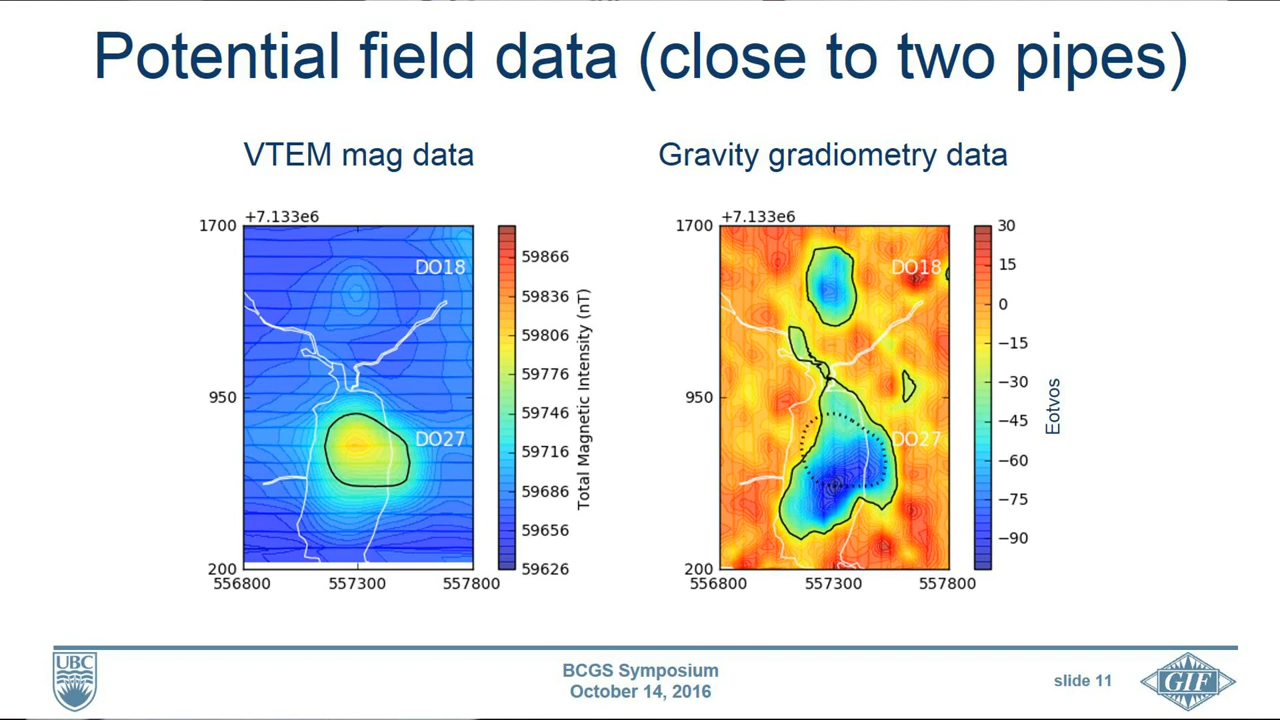 Potential field data (close to two pipes)
VTEM mag data
Gravity gradiometry data
+7.133e6
1700
950
200
556800
557300
557800
DO18
DO27
59866
59836
59806
59776
59746
59716
59686
59656
59626
Total Magnetic Intensity (nT)
+7.133e6
1700
950
200
556800
557300
557800
DO18
DO27
30
15
0
−15
−30
−45
−60
−75
−90
Eotvos
UBC
BCGS Symposium
October 14, 2016
slide 11
GIF